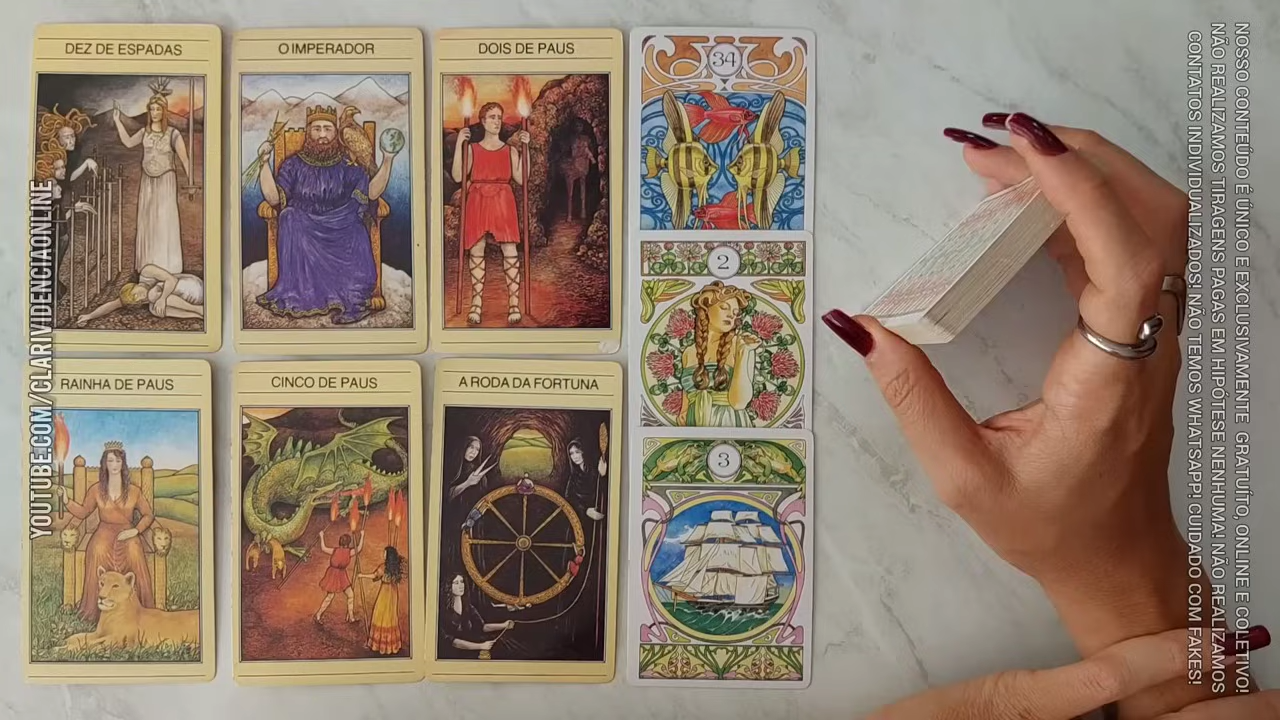 DEZ DE ESPADAS
O IMPERADOR
DOIS DE PAUS
34
2
3
RAINHA DE PAUS
CINCO DE PAUS
A RODA DA FORTUNA
YOUTUBE.COM/CLARIVIDENCIAONLINE
NOSSO CONTEÚDO É ÚNICO E EXCLUSIVAMENTE GRATUÍTO, ONLINE E COLETIVO!
NÃO REALIZAMOS TIRAGENS PAGAS EM HIPÓTESE NENHUMA! NÃO REALIZAMOS
CONTATOS INDIVIDUALIZADOS! NÃO TEMOS WHATSAPP! CUIDADO COM FAKES!